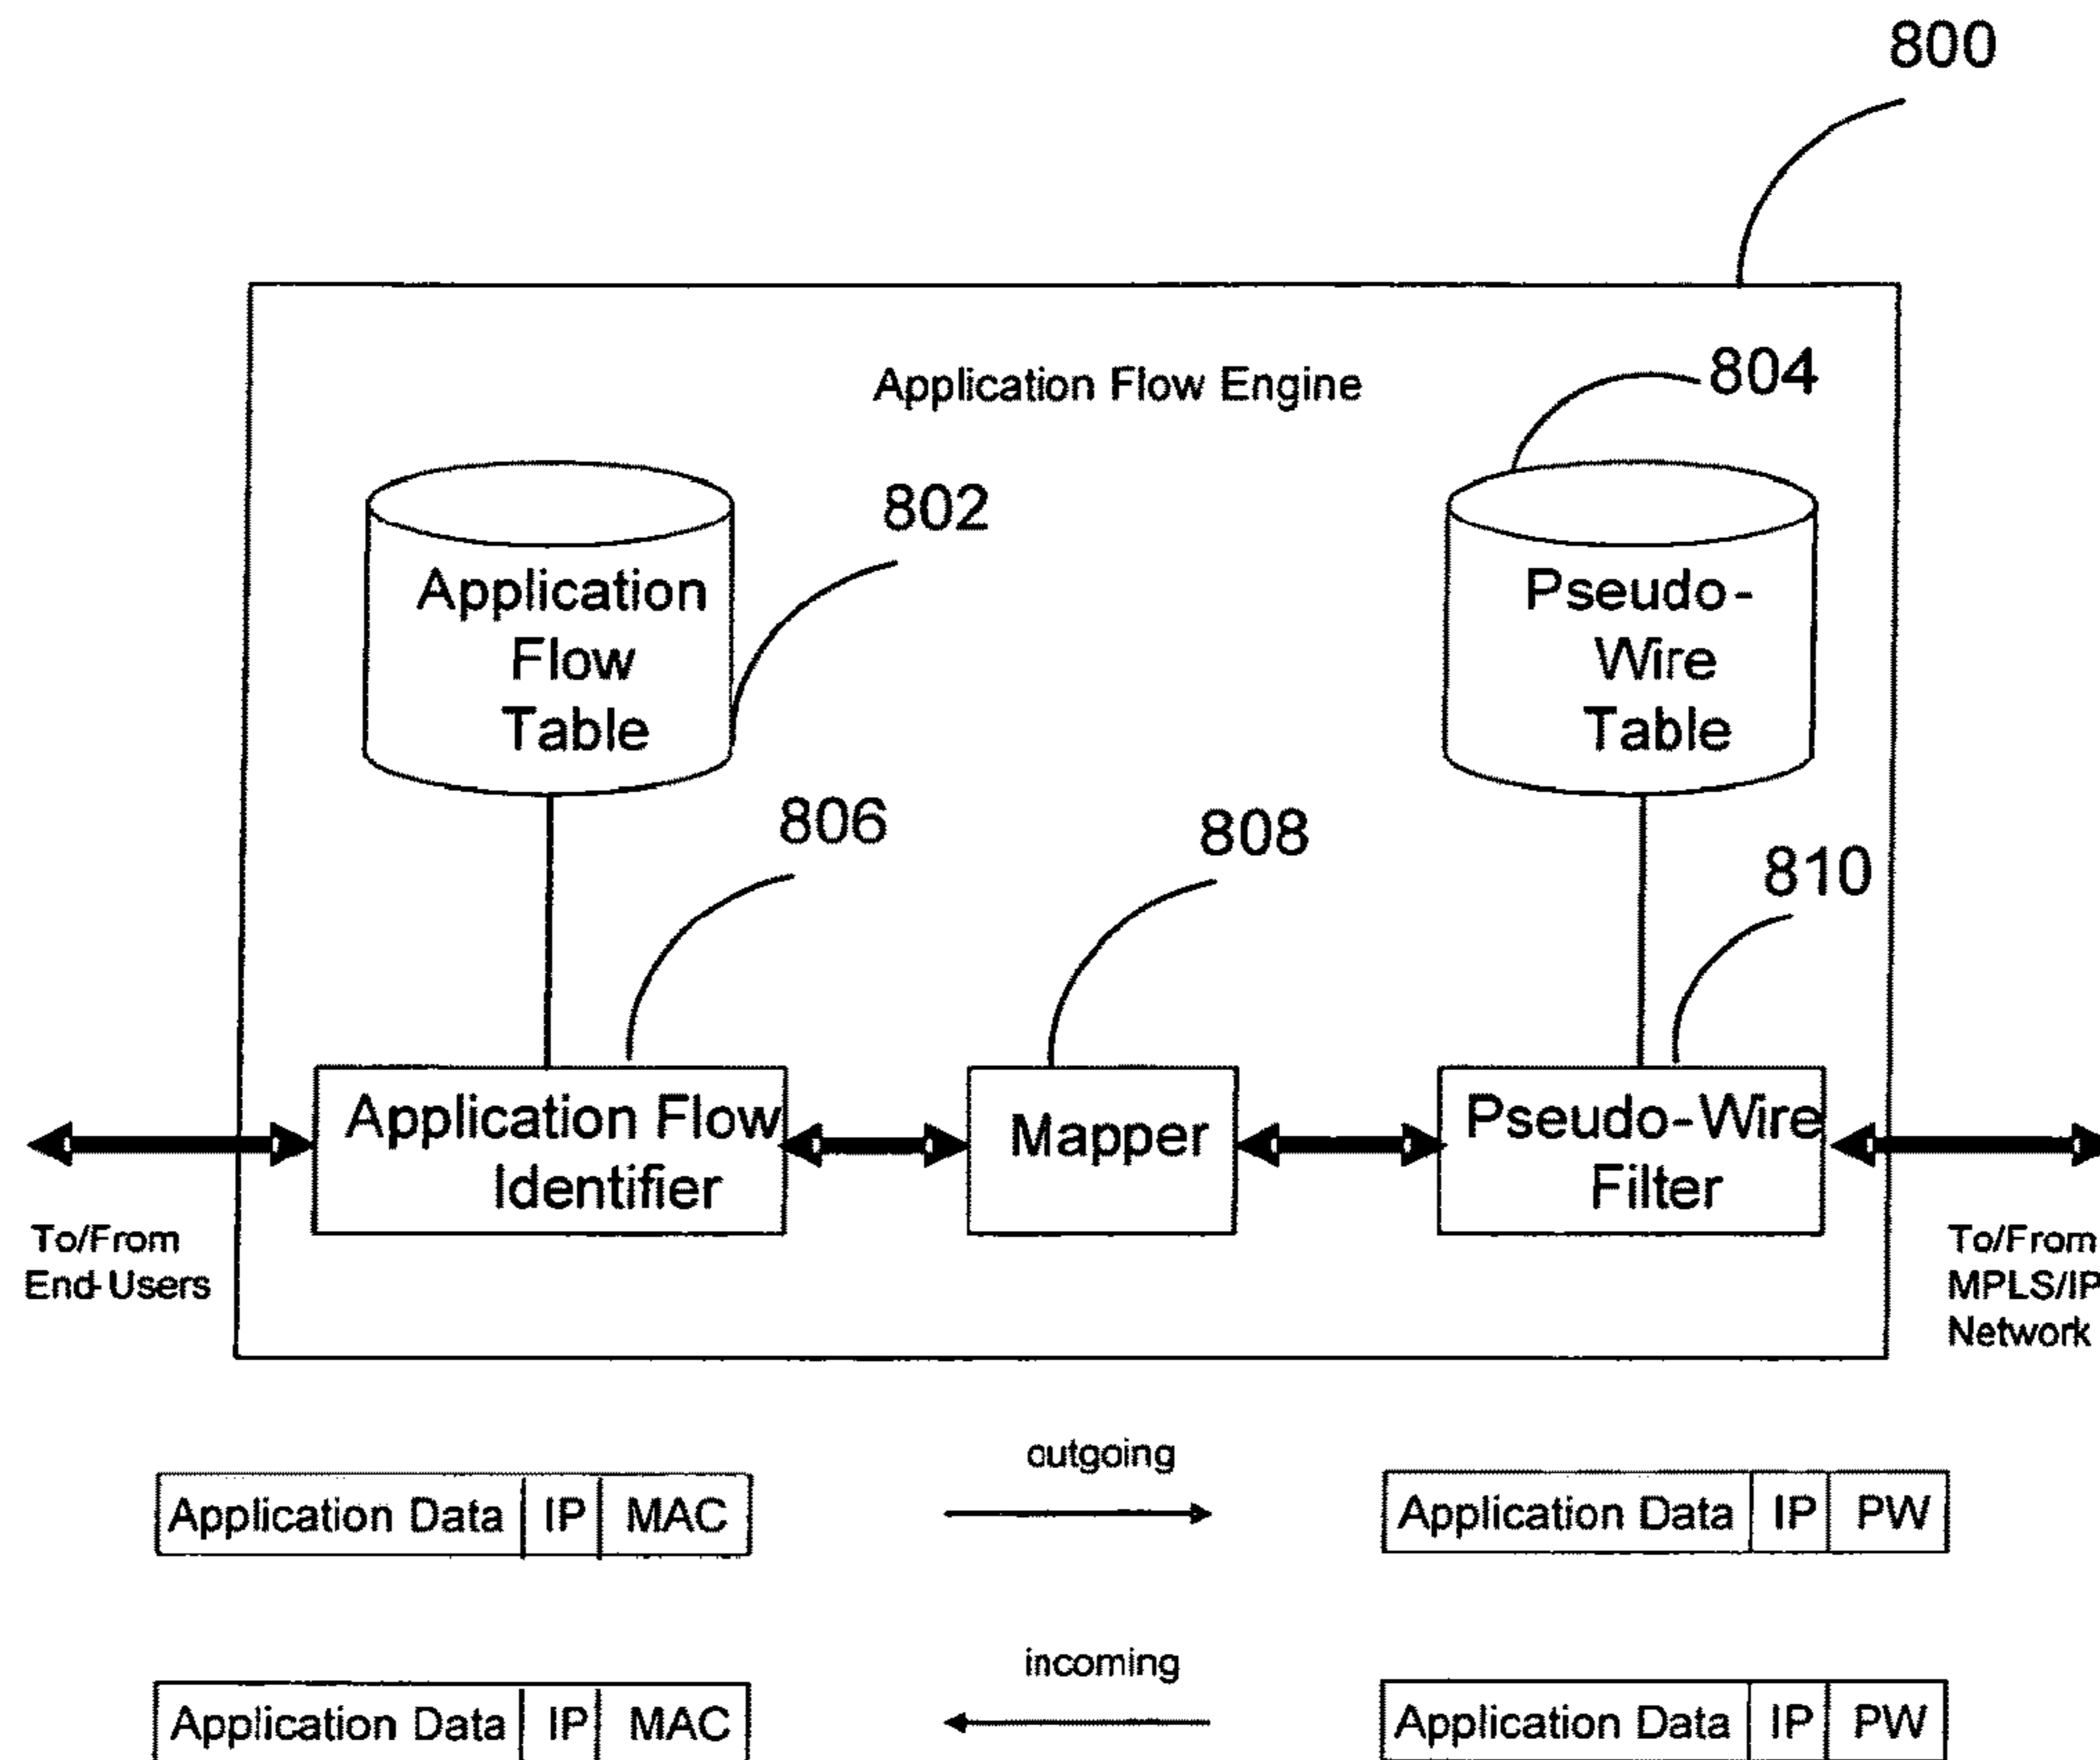 800
Application Flow Engine
804
802
Application
Flow
Table
Pseudo-
Wire
Table
806
808
810
Application Flow
Identifier
Mapper
Pseudo-Wire
Filter
To/From
End-Users
To/From
MPLS/IP
Network
outgoing
Application Data IP MAC
Application Data IP PW
incoming
Application Data IP MAC
Application Data IP PW